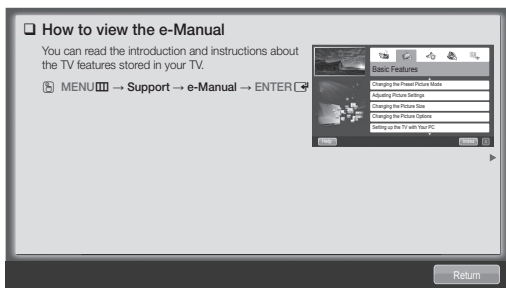 How to view the e-Manual
You can read the introduction and instructions about
the TV features stored in your TV.
MENU → Support → e-Manual → ENTER
Basic Features
Changing the Preset Picture Mode
Adjusting Picture Settings
Changing the Picture Size
Changing the Picture Options
Setting up the TV with Your PC
Help
Index
Return